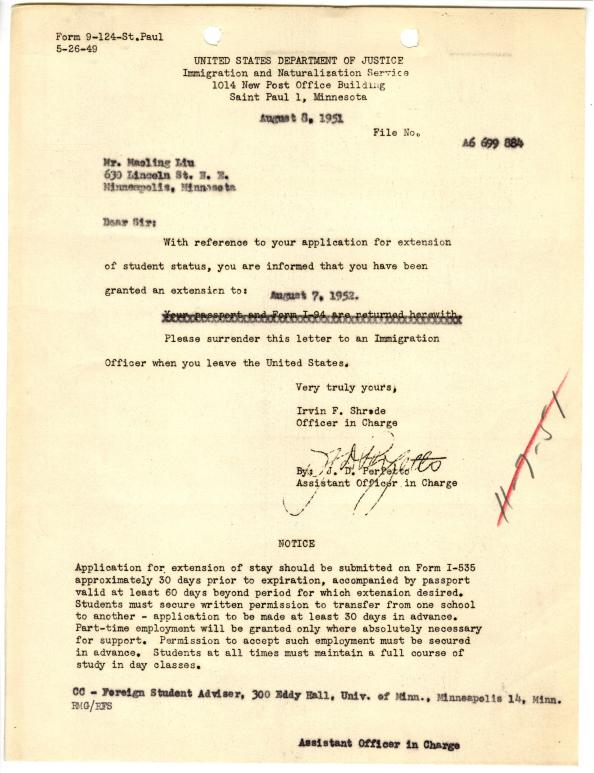 Form 9-124-St.Paul
5-26-49
UNITED STATES DEPARTMENT OF JUSTICE
Immigration and Naturalization Service
1014 New Post Office Building
Saint Paul 1, Minnesota
August 8, 1951
File No.
A6 699 884
Mr. Maoling Liu
630 Lincoln St. N. E.
Minneapolis, Minnesota
Dear Sir:
With reference to your application for extension
of student status, you are informed that you have been
granted an extension to: August 7, 1952.
Your passport and Form I-94 are returned herewith.
Please surrender this letter to an Immigration
Officer when you leave the United States.
Very truly yours,
Irvin F. Shrode
Officer in Charge
By: J. D. Perfetto
Assistant Officer in Charge
11-9-51
NOTICE
Application for extension of stay should be submitted on Form I-535
approximately 30 days prior to expiration, accompanied by passport
valid at least 60 days beyond period for which extension desired.
Students must secure written permission to transfer from one school
to another - application to be made at least 30 days in advance.
Part-time employment will be granted only where absolutely necessary
for support. Permission to accept such employment must be secured
in advance. Students at all times must maintain a full course of
study in day classes.
CC - Foreign Student Adviser, 300 Eddy Hall, Univ. of Minn., Minneapolis 14, Minn.
RMG/RFS
Assistant Officer in Charge